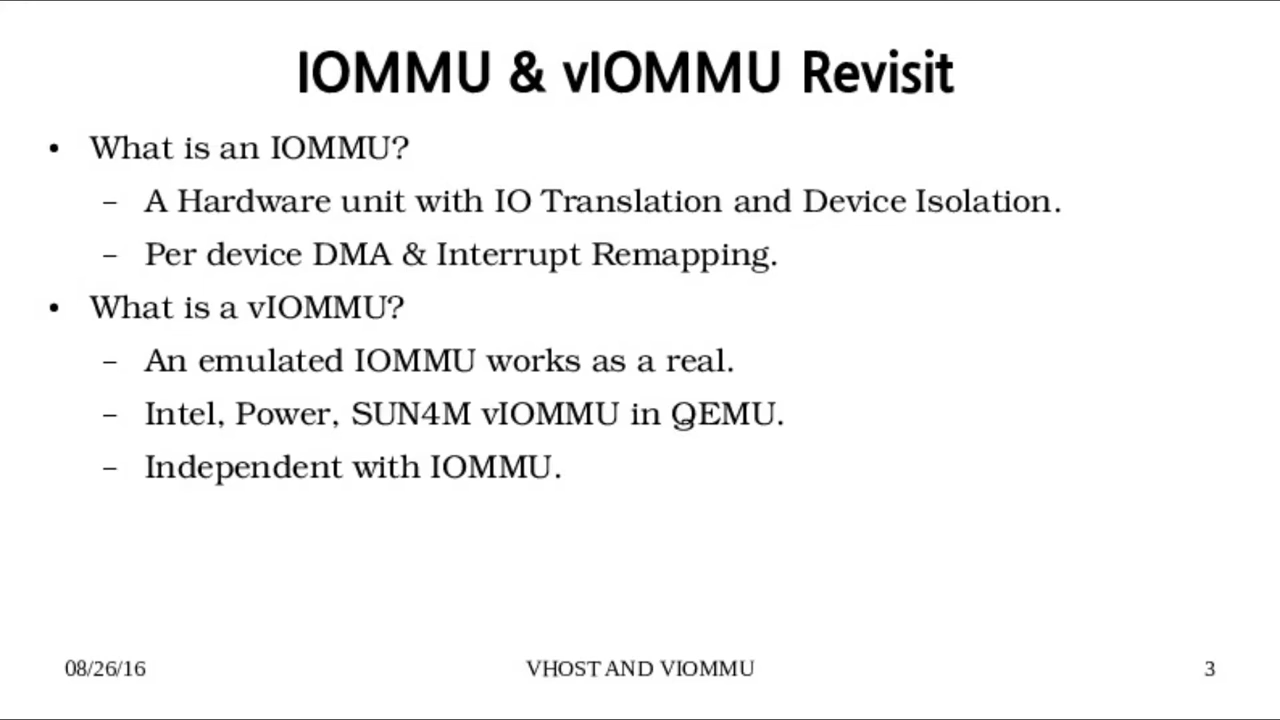 IOMMU & vIOMMU Revisit
• What is an IOMMU?
– A Hardware unit with IO Translation and Device Isolation.
– Per device DMA & Interrupt Remapping.
• What is a vIOMMU?
– An emulated IOMMU works as a real.
– Intel, Power, SUN4M vIOMMU in QEMU.
– Independent with IOMMU.
08/26/16 VHOST AND VIOMMU 3